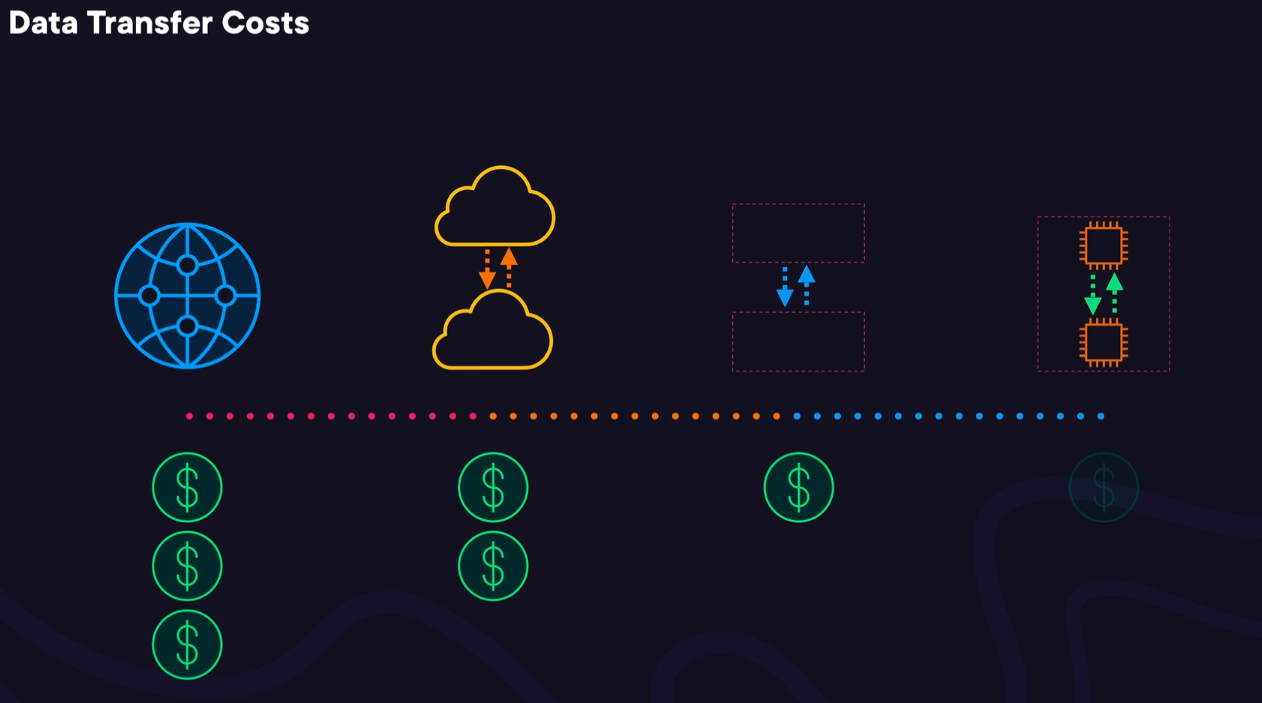 Data Transfer Costs
$ $ $ $
$ $
$